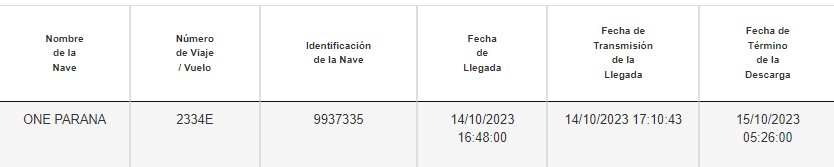 Nombre
de la
Nave
Número
de Viaje
/ Vuelo
Identificación
de la Nave
Fecha
de
Llegada
Fecha de
Transmisión
de la
Llegada
Fecha de
Término
de la
Descarga
ONE PARANA
2334E
9937335
14/10/2023
16:48:00
14/10/2023 17:10:43
15/10/2023
05:26:00